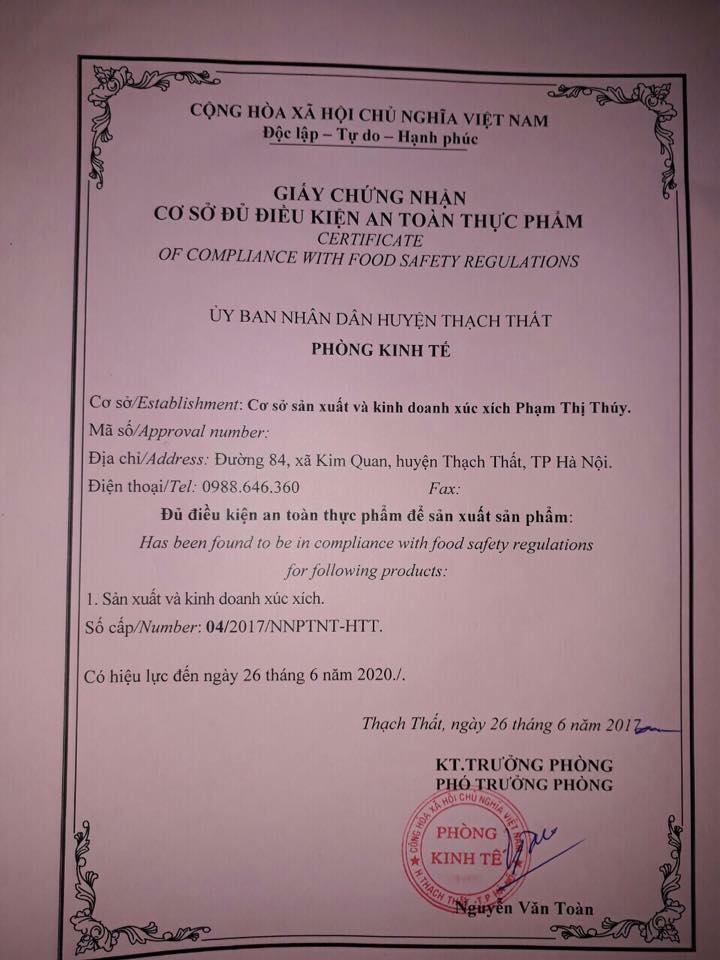 CỘNG HÒA XÃ HỘI CHỦ NGHĨA VIỆT NAM
Độc lập – Tự do – Hạnh phúc
GIẤY CHỨNG NHẬN
CƠ SỞ ĐỦ ĐIỀU KIỆN AN TOÀN THỰC PHẨM
CERTIFICATE
OF COMPLIANCE WITH FOOD SAFETY REGULATIONS
ỦY BAN NHÂN DÂN HUYỆN THẠCH THẤT
PHÒNG KINH TẾ
Cơ sở/Establishment: Cơ sở sản xuất và kinh doanh xúc xích Phạm Thị Thúy.
Mã số/Approval number:
Địa chỉ/Address: Đường 84, xã Kim Quan, huyện Thạch Thất, TP Hà Nội.
Điện thoại/Tel: 0988.646.360 Fax:
Đủ điều kiện an toàn thực phẩm để sản xuất sản phẩm:
Has been found to be in compliance with food safety regulations
for following products:
1. Sản xuất và kinh doanh xúc xích.
Số cấp/Number: 04/2017/NNPTNT-HTT.
Có hiệu lực đến ngày 26 tháng 6 năm 2020./.
Thạch Thất, ngày 26 tháng 6 năm 2017
KT.TRƯỞNG PHÒNG
PHÓ TRƯỞNG PHÒNG
CỘNG HÒA XÃ HỘI CHỦ NGHĨA VIỆT NAM
PHÒNG
KINH TẾ
H.THẠCH THẤT - T.P
Nguyễn Văn Toàn